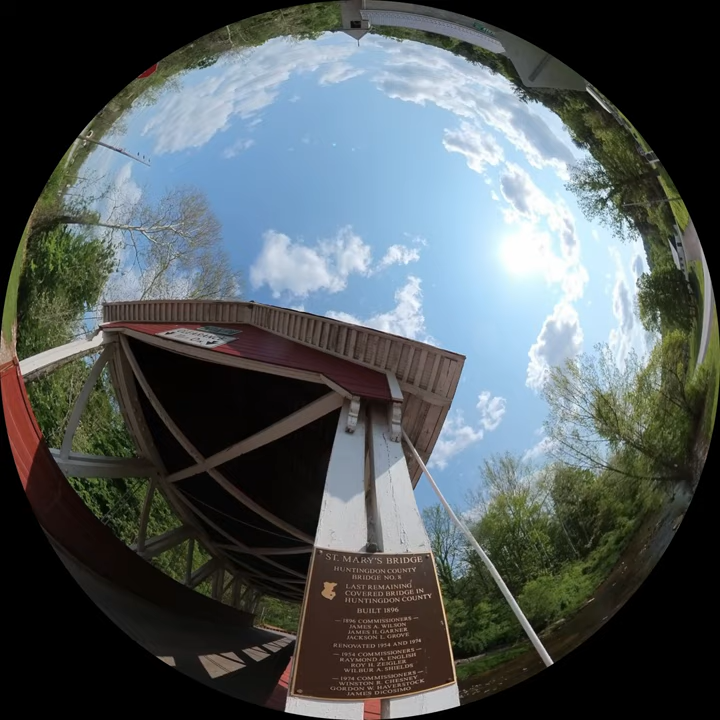 ST. MARY'S BRIDGE
HUNTINGDON COUNTY
BRIDGE NO. 8
LAST REMAINING
COVERED BRIDGE IN
HUNTINGDON COUNTY
BUILT 1896
— 1896 COMMISSIONERS —
JAMES A. WILSON
JAMES H. GARNER
JACKSON L. GROVE
RENOVATED 1954 AND 1974
— 1954 COMMISSIONERS —
RAYMOND A. ENGLISH
ROY H. ZEIGLER
WILBUR A. SHIELDS
— 1974 COMMISSIONERS —
WINSTON R. CHESNEY
GORDON W. HAVERSTOCK
JAMES DiCOSIMO